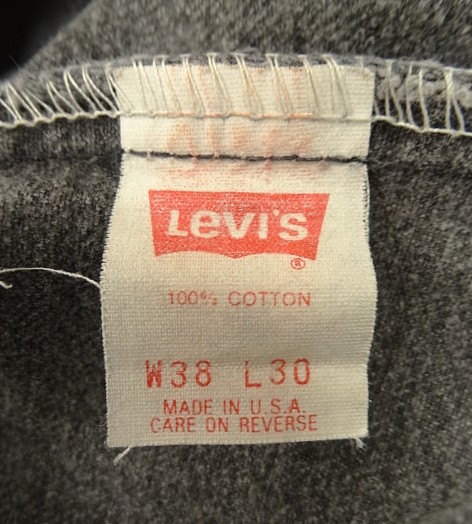 LeVI'S
®
100% COTTON
W38 L30
MADE IN U.S.A.
CARE ON REVERSE